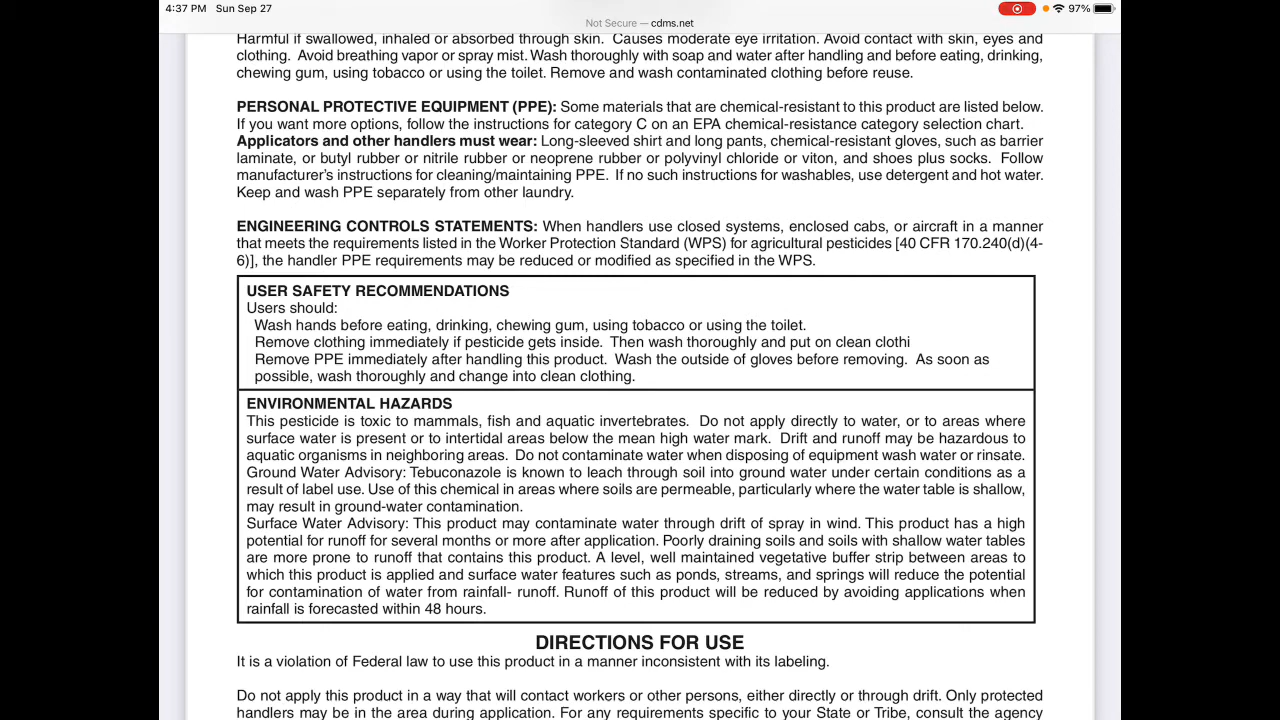 4:37 PM Sun Sep 27
97%
Not Secure — cdms.net
Harmful if swallowed, inhaled or absorbed through skin. Causes moderate eye irritation. Avoid contact with skin, eyes and
clothing. Avoid breathing vapor or spray mist. Wash thoroughly with soap and water after handling and before eating, drinking,
chewing gum, using tobacco or using the toilet. Remove and wash contaminated clothing before reuse.
PERSONAL PROTECTIVE EQUIPMENT (PPE): Some materials that are chemical-resistant to this product are listed below.
If you want more options, follow the instructions for category C on an EPA chemical-resistance category selection chart.
Applicators and other handlers must wear: Long-sleeved shirt and long pants, chemical-resistant gloves, such as barrier
laminate, or butyl rubber or nitrile rubber or neoprene rubber or polyvinyl chloride or viton, and shoes plus socks. Follow
manufacturer's instructions for cleaning/maintaining PPE. If no such instructions for washables, use detergent and hot water.
Keep and wash PPE separately from other laundry.
ENGINEERING CONTROLS STATEMENTS: When handlers use closed systems, enclosed cabs, or aircraft in a manner
that meets the requirements listed in the Worker Protection Standard (WPS) for agricultural pesticides [40 CFR 170.240(d)(4-
6)], the handler PPE requirements may be reduced or modified as specified in the WPS.
USER SAFETY RECOMMENDATIONS
Users should:
Wash hands before eating, drinking, chewing gum, using tobacco or using the toilet.
Remove clothing immediately if pesticide gets inside. Then wash thoroughly and put on clean clothi
Remove PPE immediately after handling this product. Wash the outside of gloves before removing. As soon as
possible, wash thoroughly and change into clean clothing.
ENVIRONMENTAL HAZARDS
This pesticide is toxic to mammals, fish and aquatic invertebrates. Do not apply directly to water, or to areas where
surface water is present or to intertidal areas below the mean high water mark. Drift and runoff may be hazardous to
aquatic organisms in neighboring areas. Do not contaminate water when disposing of equipment wash water or rinsate.
Ground Water Advisory: Tebuconazole is known to leach through soil into ground water under certain conditions as a
result of label use. Use of this chemical in areas where soils are permeable, particularly where the water table is shallow,
may result in ground-water contamination.
Surface Water Advisory: This product may contaminate water through drift of spray in wind. This product has a high
potential for runoff for several months or more after application. Poorly draining soils and soils with shallow water tables
are more prone to runoff that contains this product. A level, well maintained vegetative buffer strip between areas to
which this product is applied and surface water features such as ponds, streams, and springs will reduce the potential
for contamination of water from rainfall- runoff. Runoff of this product will be reduced by avoiding applications when
rainfall is forecasted within 48 hours.
DIRECTIONS FOR USE
It is a violation of Federal law to use this product in a manner inconsistent with its labeling.
Do not apply this product in a way that will contact workers or other persons, either directly or through drift. Only protected
handlers may be in the area during application. For any requirements specific to your State or Tribe, consult the agency